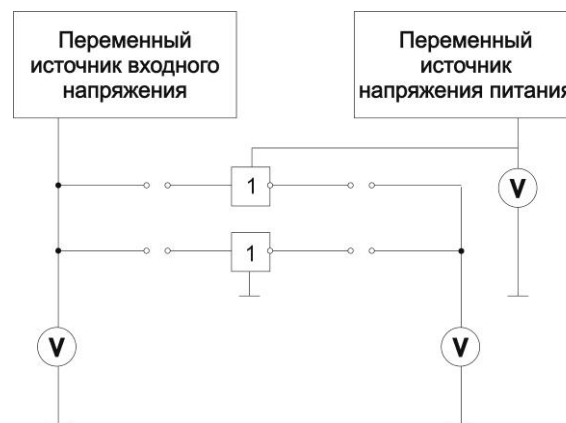 Переменный
источник входного
напряжения
Переменный
источник
напряжения питания
1
V
1
V
V